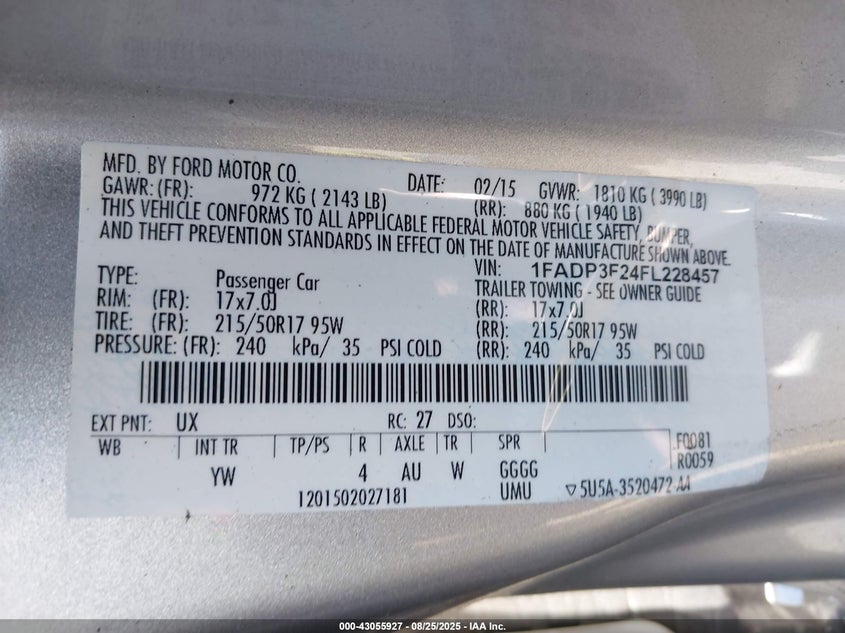 MFD. BY FORD MOTOR CO. DATE: 02/15 GVWR: 1810 KG ( 3990 LB)
GAWR: (FR): 972 KG ( 2143 LB) (RR): 880 KG ( 1940 LB)
THIS VEHICLE CONFORMS TO ALL APPLICABLE FEDERAL MOTOR VEHICLE SAFETY, BUMPER,
AND THEFT PREVENTION STANDARDS IN EFFECT ON THE DATE OF MANUFACTURE SHOWN ABOVE.
VIN: 1FADP3F24FL228457
TYPE: Passenger Car TRAILER TOWING - SEE OWNER GUIDE
RIM: (FR): 17x7.0J (RR): 17x7.0J
TIRE: (FR): 215/50R17 95W (RR): 215/50R17 95W
PRESSURE: (FR): 240 kPa/ 35 PSI COLD (RR): 240 kPa/ 35 PSI COLD
EXT PNT: UX RC: 27 DSO:
WB INT TR TP/PS R AXLE TR SPR F0081
R0059
YW 4 AU W GGGG
1201502027181 UMU ▽5U5A-3520472-AA
000-43055927 - 08/25/2025 - IAA Inc.